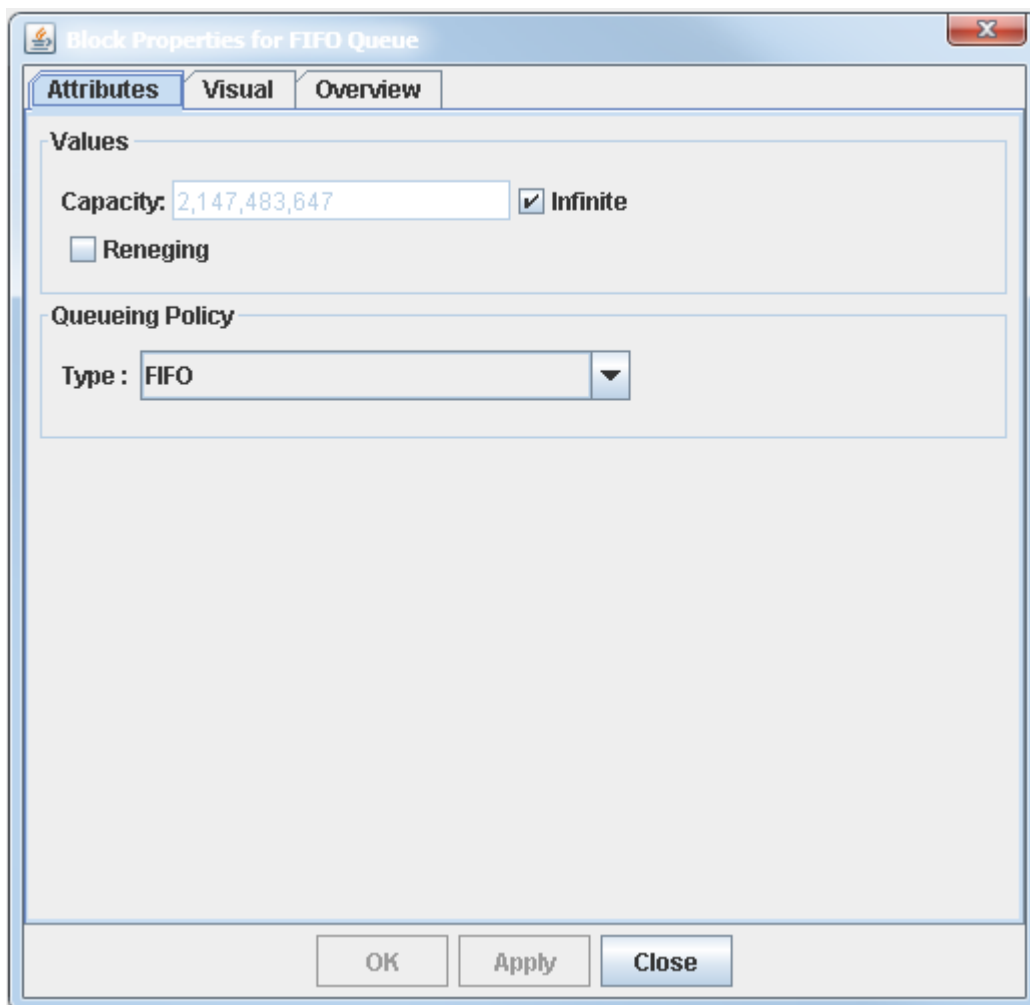 Block Properties for FIFO Queue
Attributes Visual Overview
Values
Capacity: 2,147,483,647 Infinite
Reneging
Queueing Policy
Type : FIFO
OK Apply Close